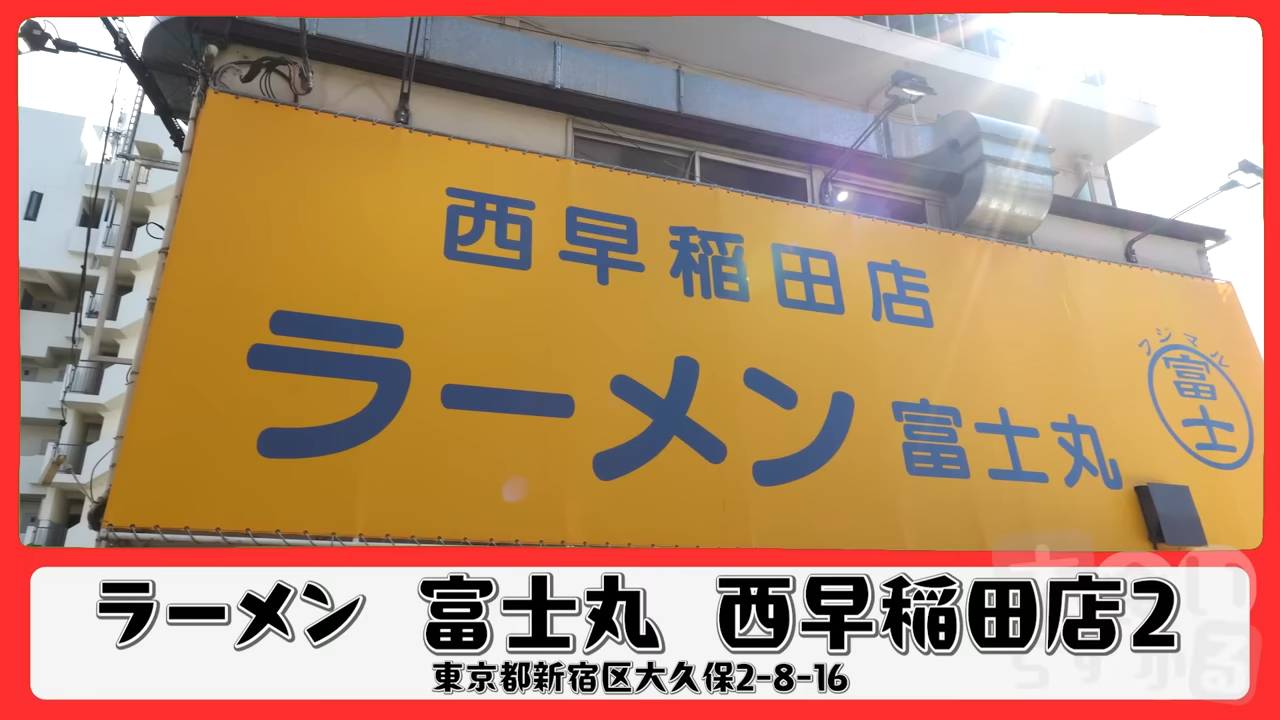 西早稲田店
ラーメン 富士丸
フジマル
富士
ラーメン 富士丸 西早稲田店2
東京都新宿区大久保2-8-16